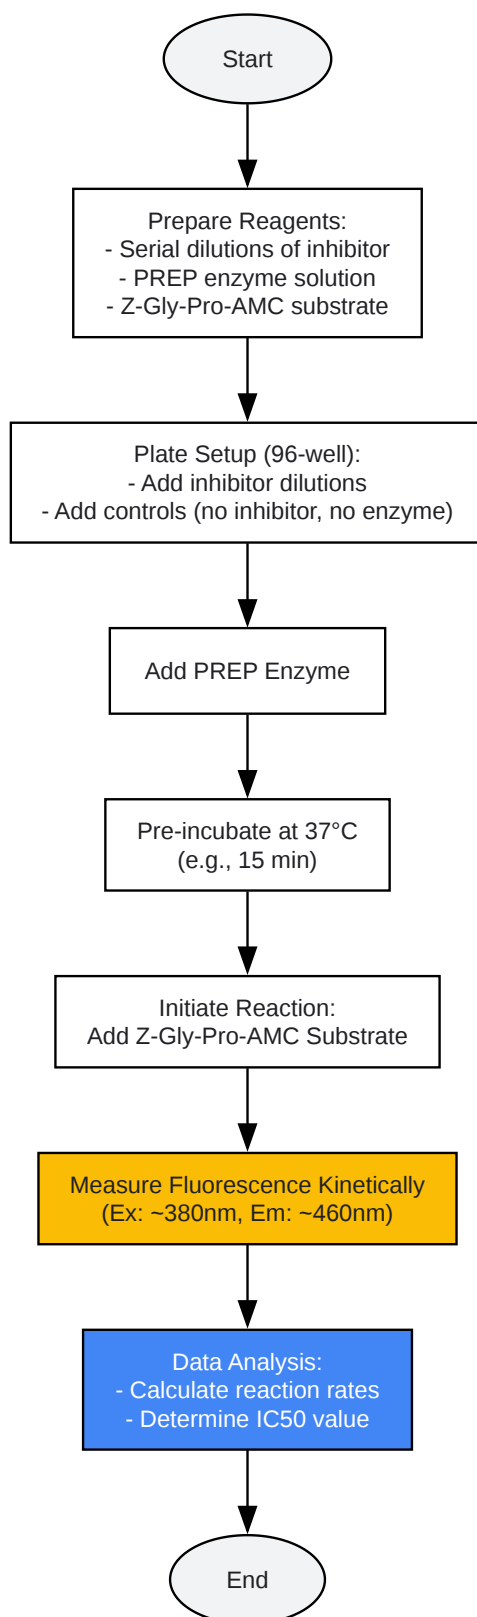 Start
Prepare Reagents:
- Serial dilutions of inhibitor
- PREP enzyme solution
- Z-Gly-Pro-AMC substrate
Plate Setup (96-well):
- Add inhibitor dilutions
- Add controls (no inhibitor, no enzyme)
Add PREP Enzyme
Pre-incubate at 37°C
(e.g., 15 min)
Initiate Reaction:
Add Z-Gly-Pro-AMC Substrate
Measure Fluorescence Kinetically
(Ex: ~380nm, Em: ~460nm)
Data Analysis:
- Calculate reaction rates
- Determine IC50 value
End